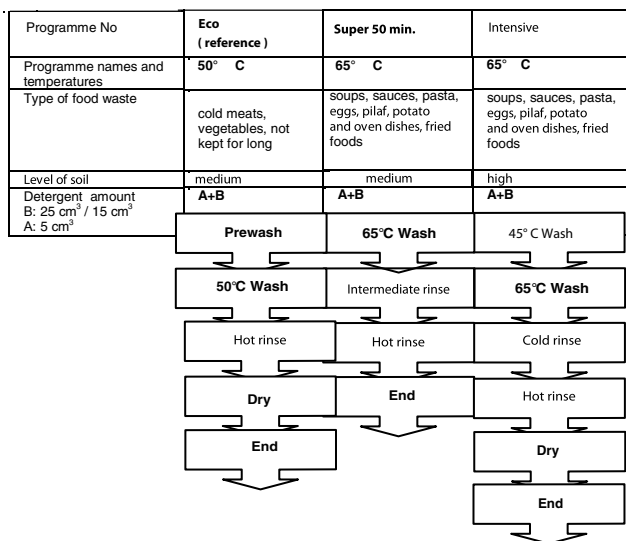 Programme No
Eco
( reference )
Super 50 min.
Intensive
Programme names and
temperatures
50° C
65° C
65° C
Type of food waste
cold meats,
vegetables, not
kept for long
soups, sauces, pasta,
eggs, pilaf, potato
and oven dishes, fried
foods
soups, sauces, pasta,
eggs, pilaf, potato
and oven dishes, fried
foods
Level of soil
medium
medium
high
Detergent amount
B: 25 cm³ / 15 cm³
A: 5 cm³
A+B
A+B
A+B
Prewash
65°C Wash
45° C Wash
50°C Wash
Intermediate rinse
65°C Wash
Hot rinse
Hot rinse
Cold rinse
Dry
End
Hot rinse
End
Dry
End